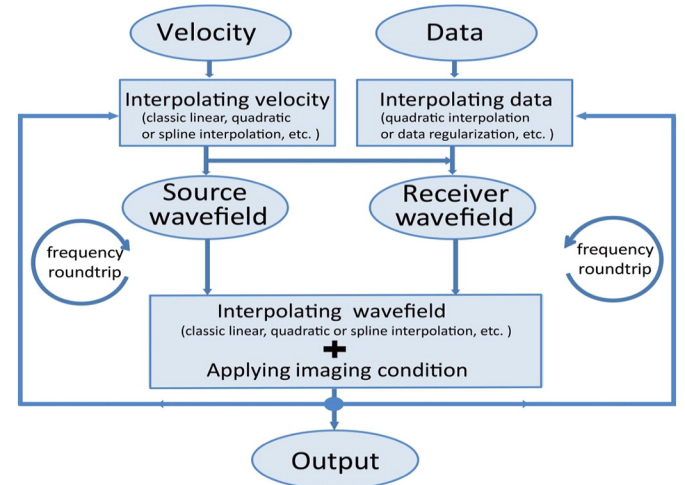 Velocity
Data
Interpolating velocity
(classic linear, quadratic
or spline interpolation, etc. )
Interpolating data
(quadratic interpolation
or data regularization, etc. )
Source
wavefield
Receiver
wavefield
frequency
roundtrip
frequency
roundtrip
Interpolating wavefield
(classic linear, quadratic or spline interpolation, etc. )
+
Applying imaging condition
Output